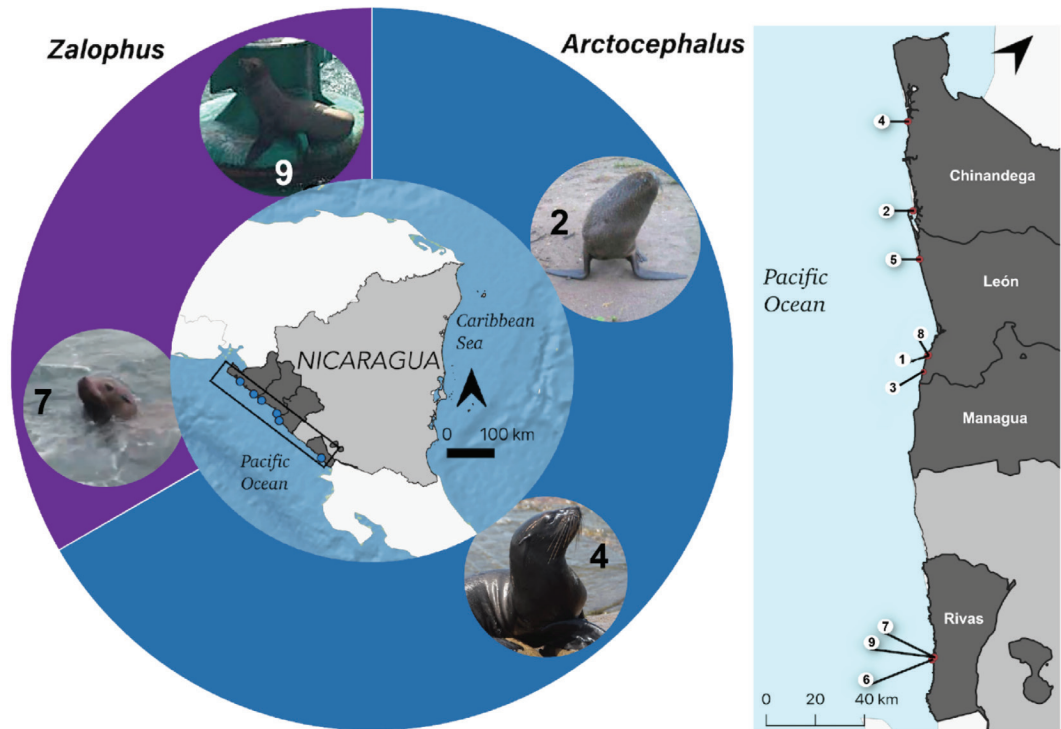 Zalophus
Arctocephalus
9
2
7
4
NICARAGUA
Caribbean
Sea
0 100 km
Pacific
Ocean
4
Chinandega
2
5
León
Pacific
Ocean
8
1
3
Managua
Rivas
7
9
6
0 20 40 km